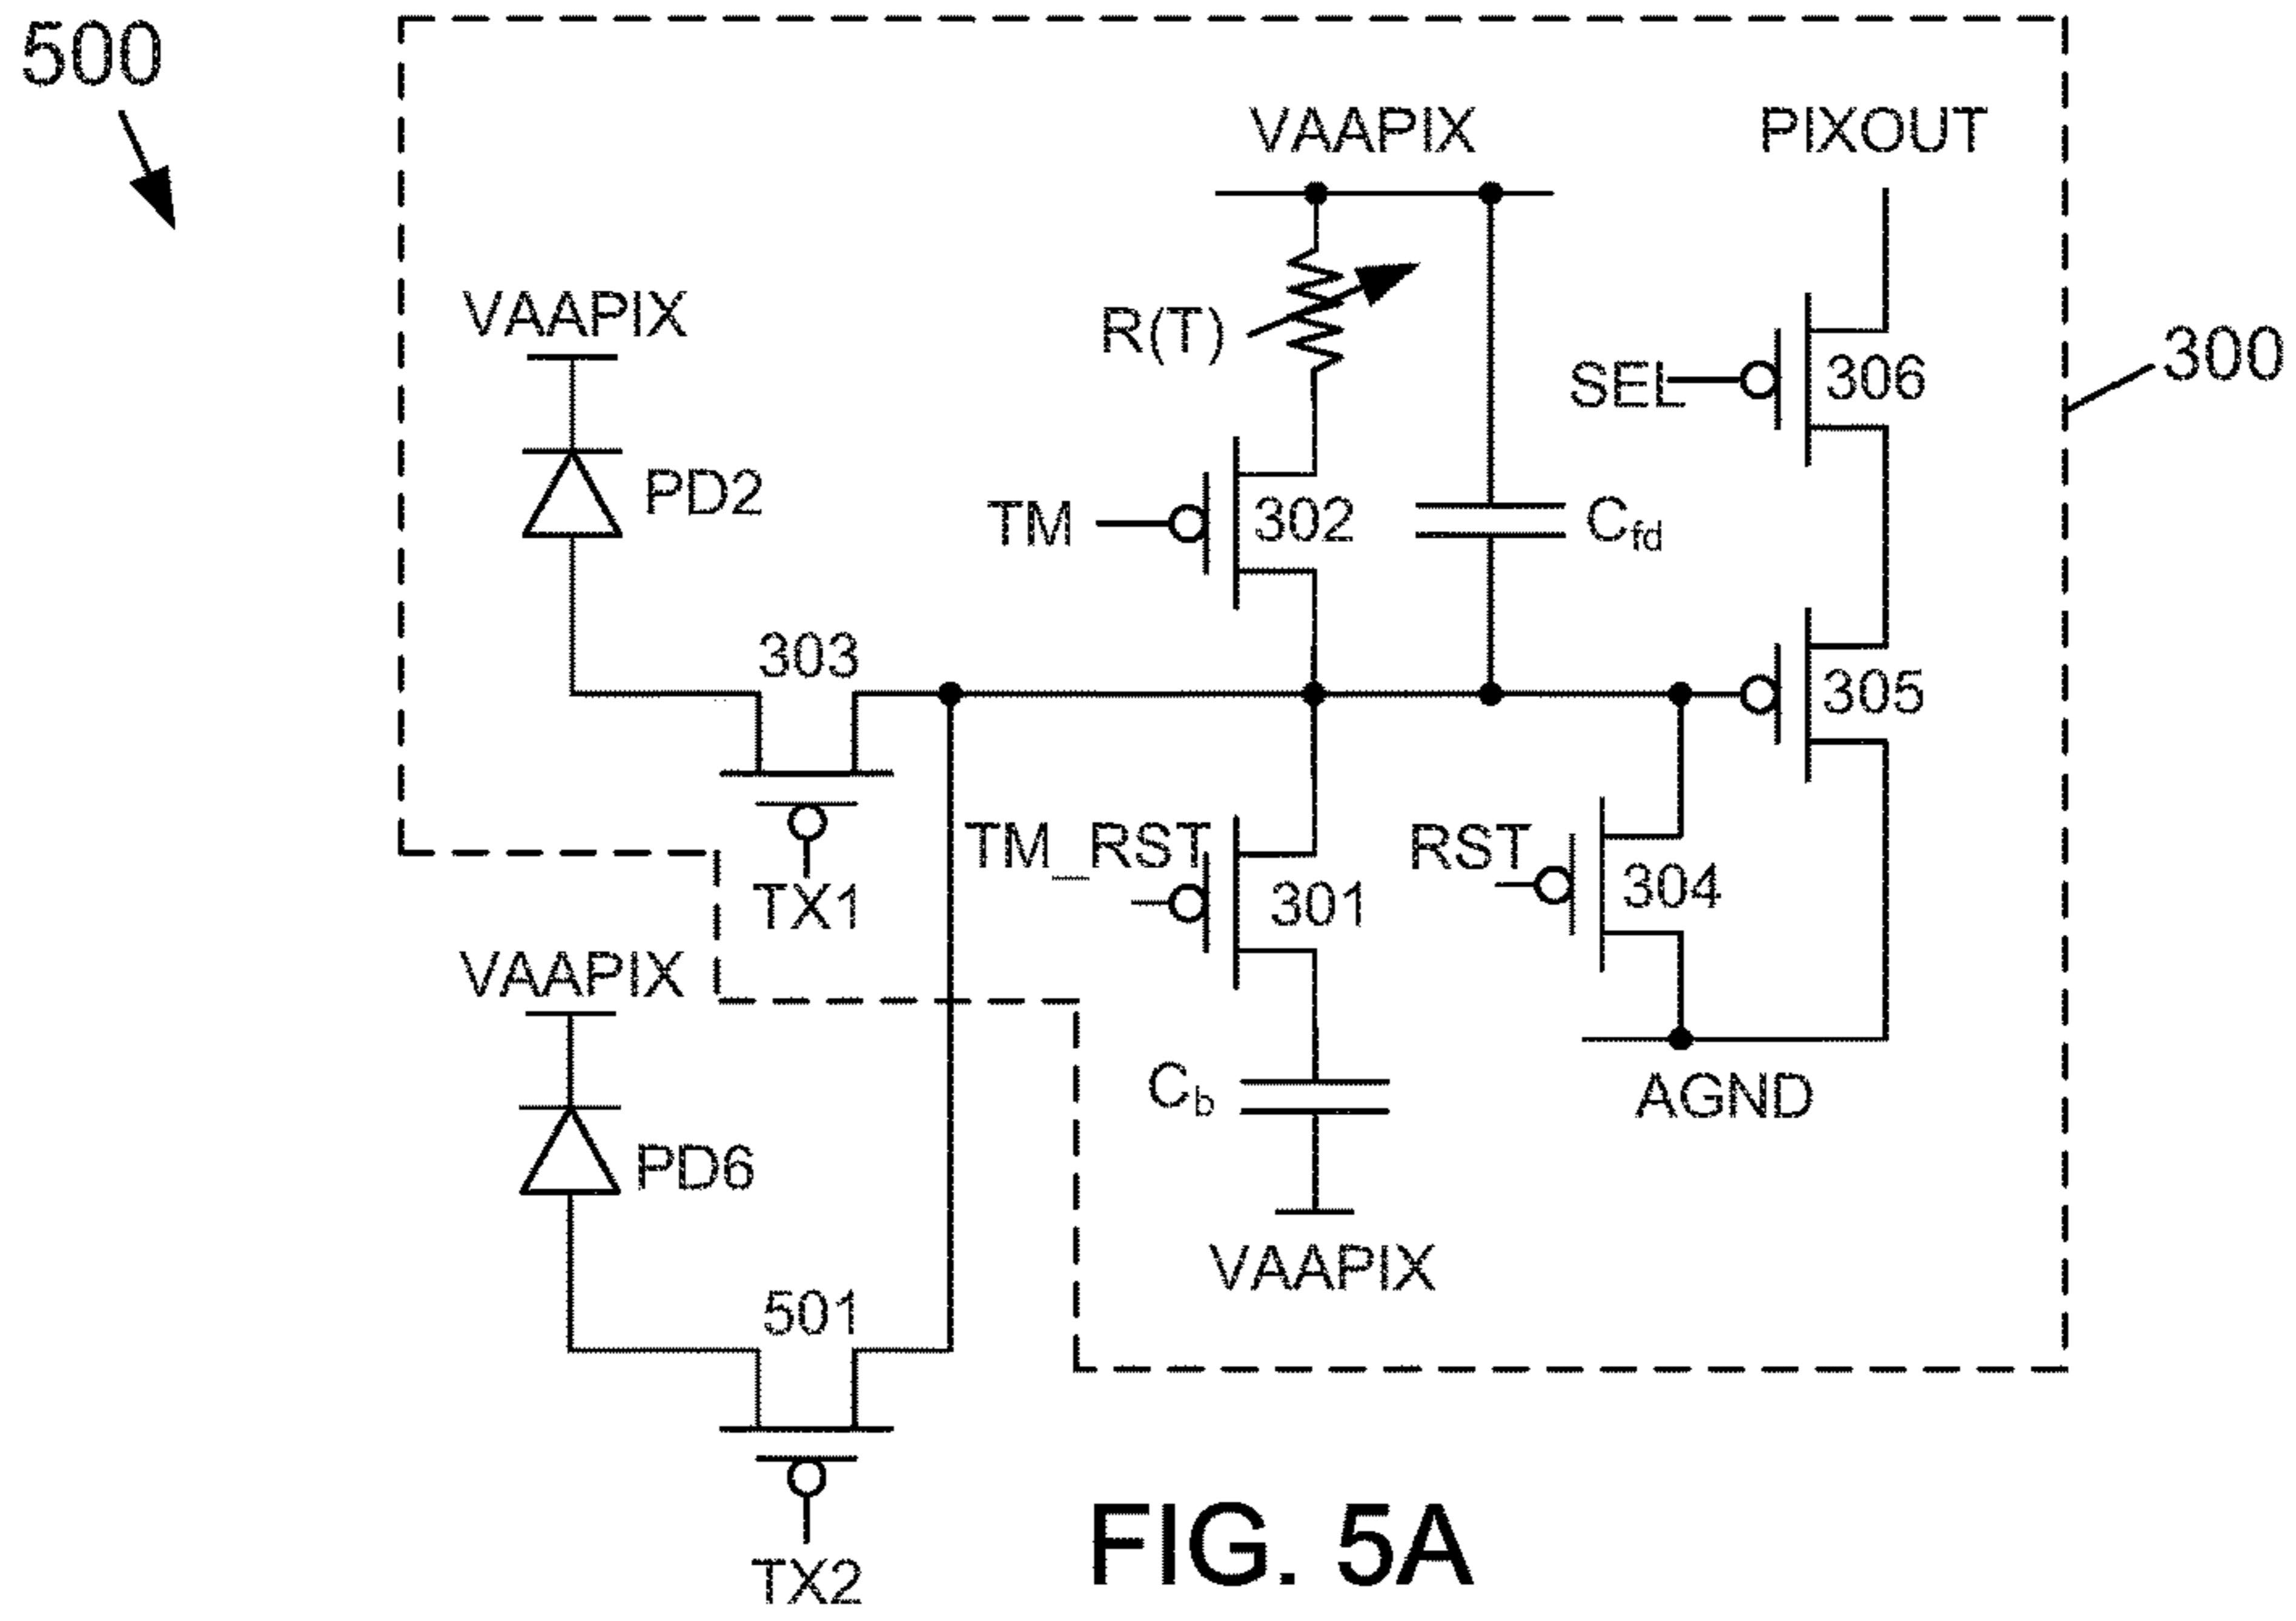 500
VAAPIX
PIXOUT
VAAPIX
R(T)
300
SEL
306
PD2
TM
302
Cfd
303
305
TM_RST
RST
304
TX1
301
VAAPIX
Cb
AGND
PD6
VAAPIX
501
TX2
FIG. 5A